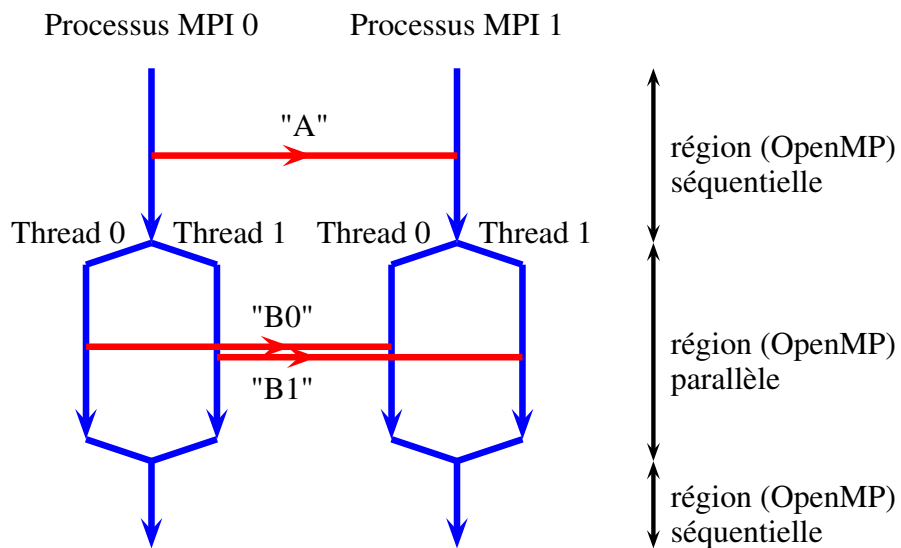 Processus MPI 0
Processus MPI 1
"A"
région (OpenMP)
séquentielle
Thread 0
Thread 1
Thread 0
Thread 1
"B0"
"B1"
région (OpenMP)
parallèle
région (OpenMP)
séquentielle